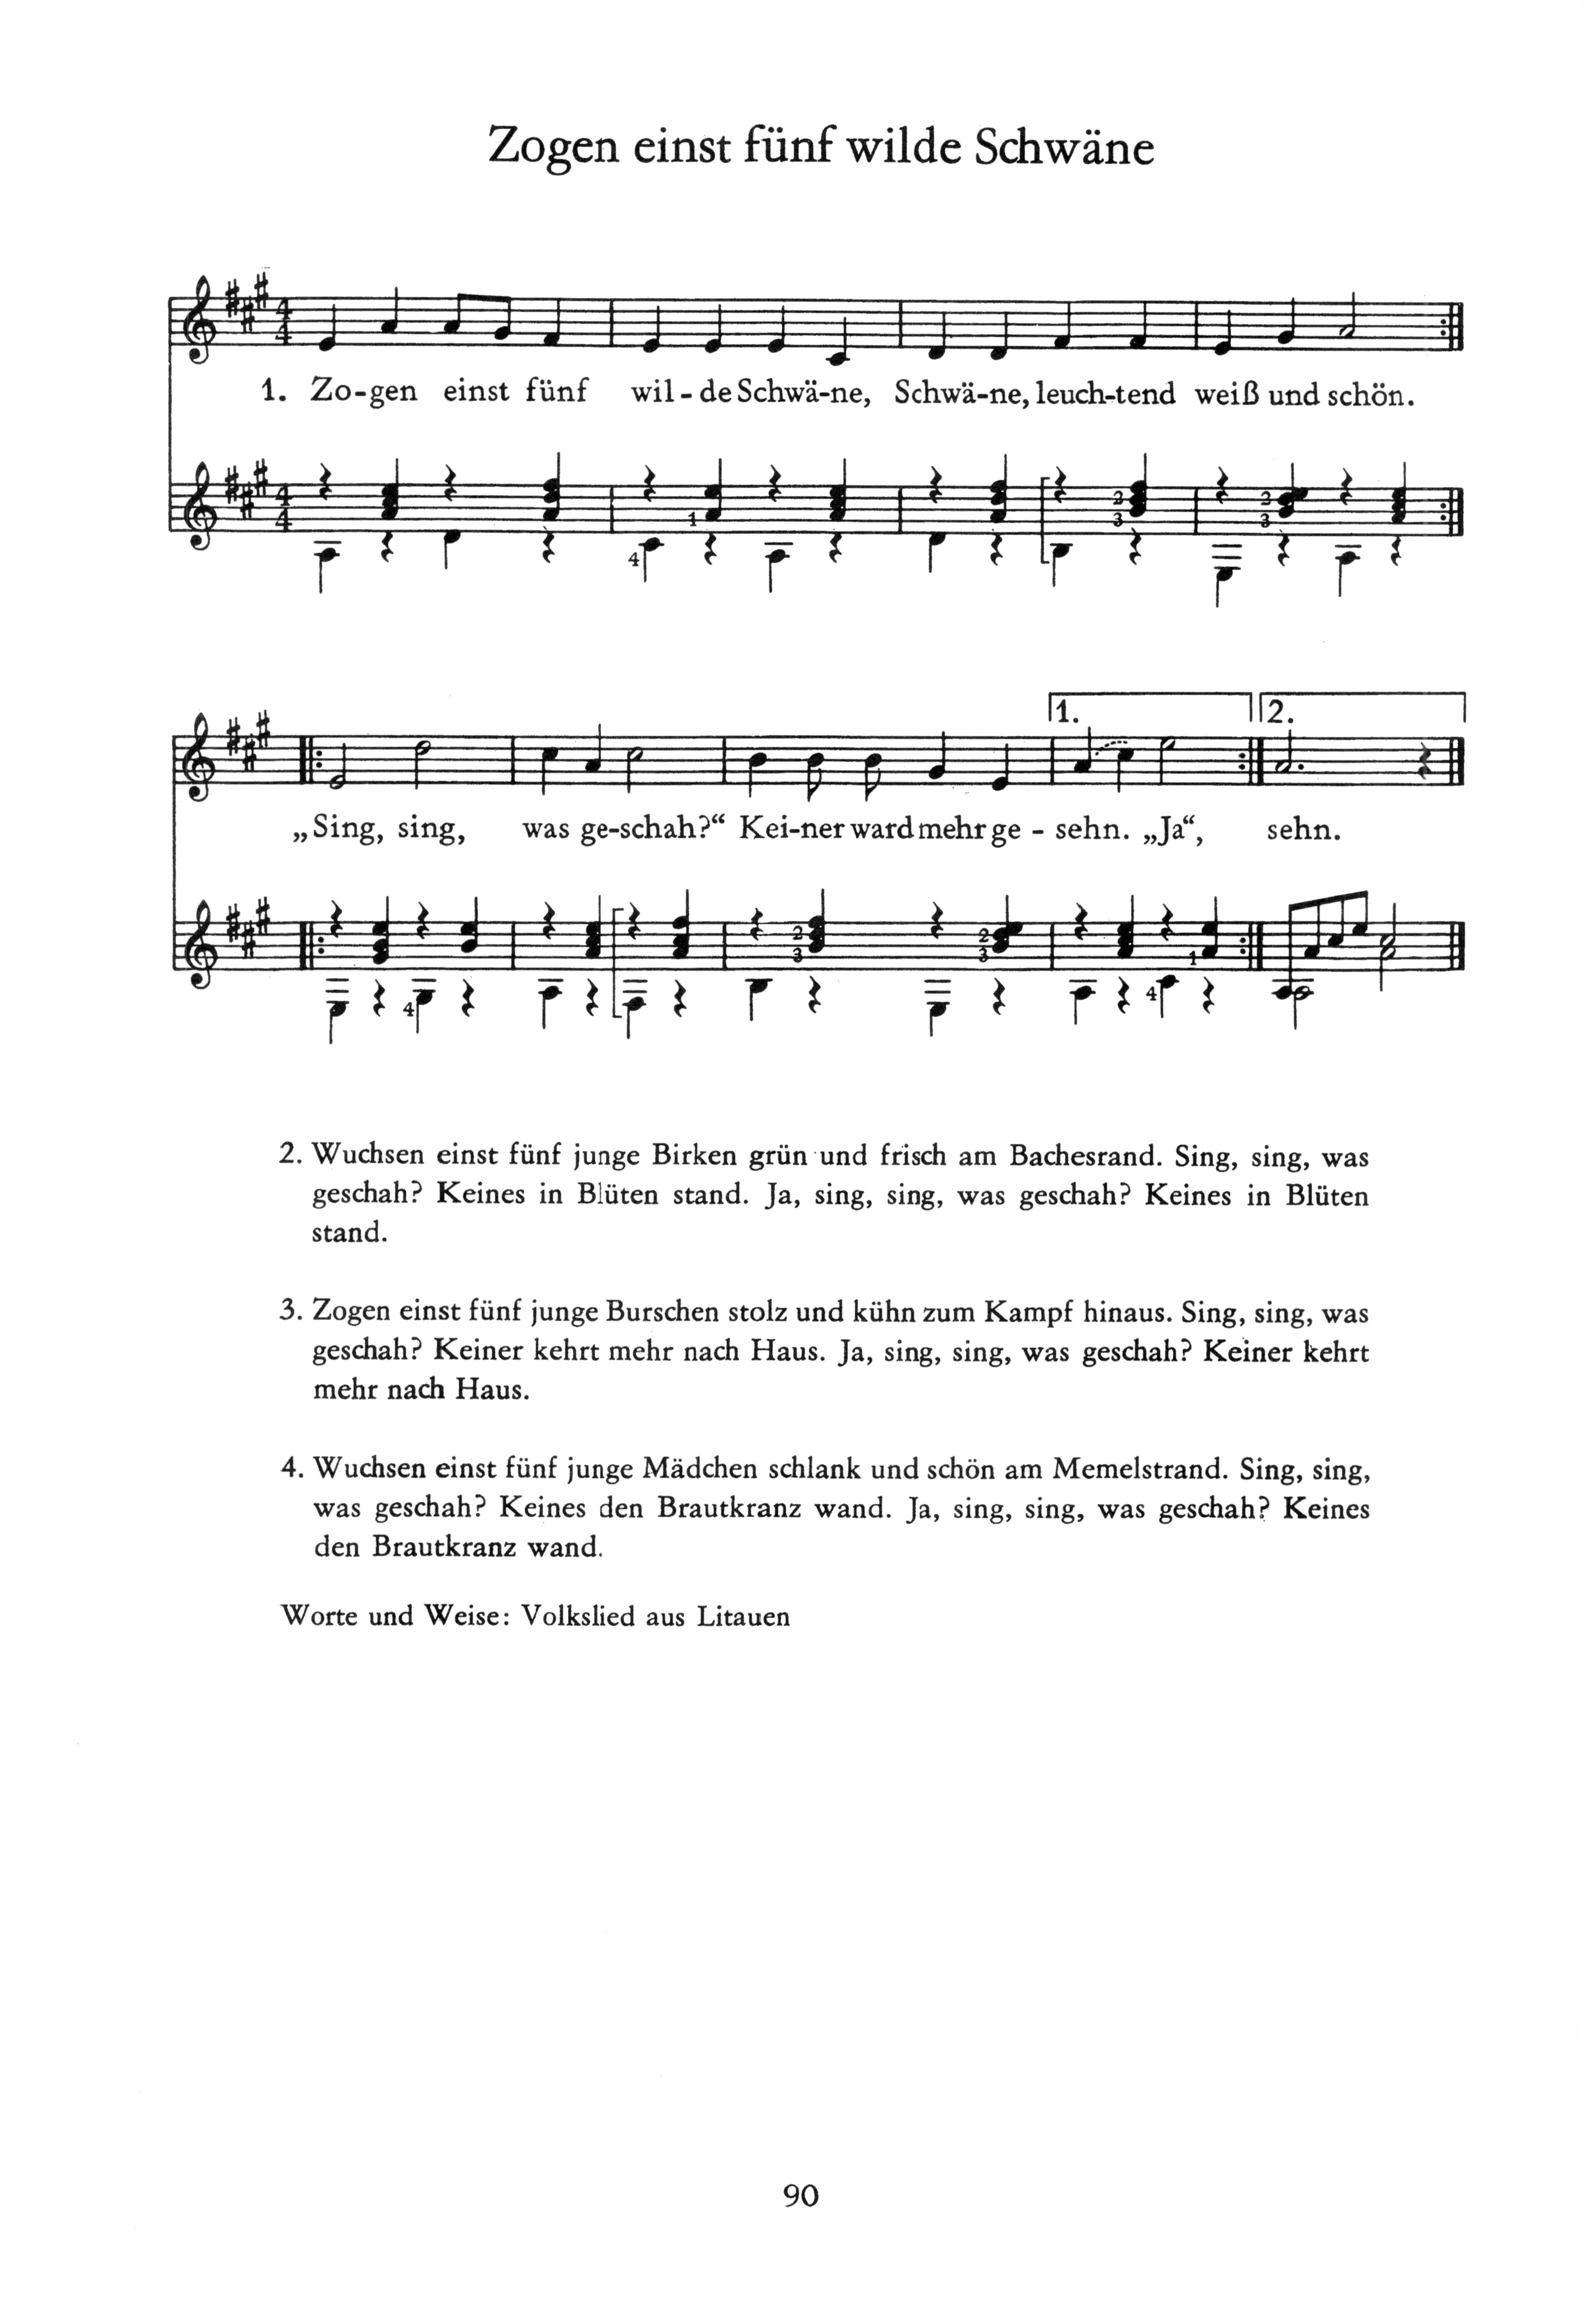 Zogen einst fünf wilde Schwäne
4
4
1. Zo-gen einst fünf wil-de Schwä-ne, Schwä-ne, leuch-tend weiß und schön.
4
4
1
4
2
3
2
3
1. 2.
„Sing, sing, was ge-schah?“ Kei-ner ward mehr ge - sehn. „Ja“, sehn.
4
2
3
2
3
4
1
2. Wuchsen einst fünf junge Birken grün und frisch am Bachesrand. Sing, sing, was
geschah? Keines in Blüten stand. Ja, sing, sing, was geschah? Keines in Blüten
stand.
3. Zogen einst fünf junge Burschen stolz und kühn zum Kampf hinaus. Sing, sing, was
geschah? Keiner kehrt mehr nach Haus. Ja, sing, sing, was geschah? Keiner kehrt
mehr nach Haus.
4. Wuchsen einst fünf junge Mädchen schlank und schön am Memelstrand. Sing, sing,
was geschah? Keines den Brautkranz wand. Ja, sing, sing, was geschah? Keines
den Brautkranz wand.
Worte und Weise: Volkslied aus Litauen
90